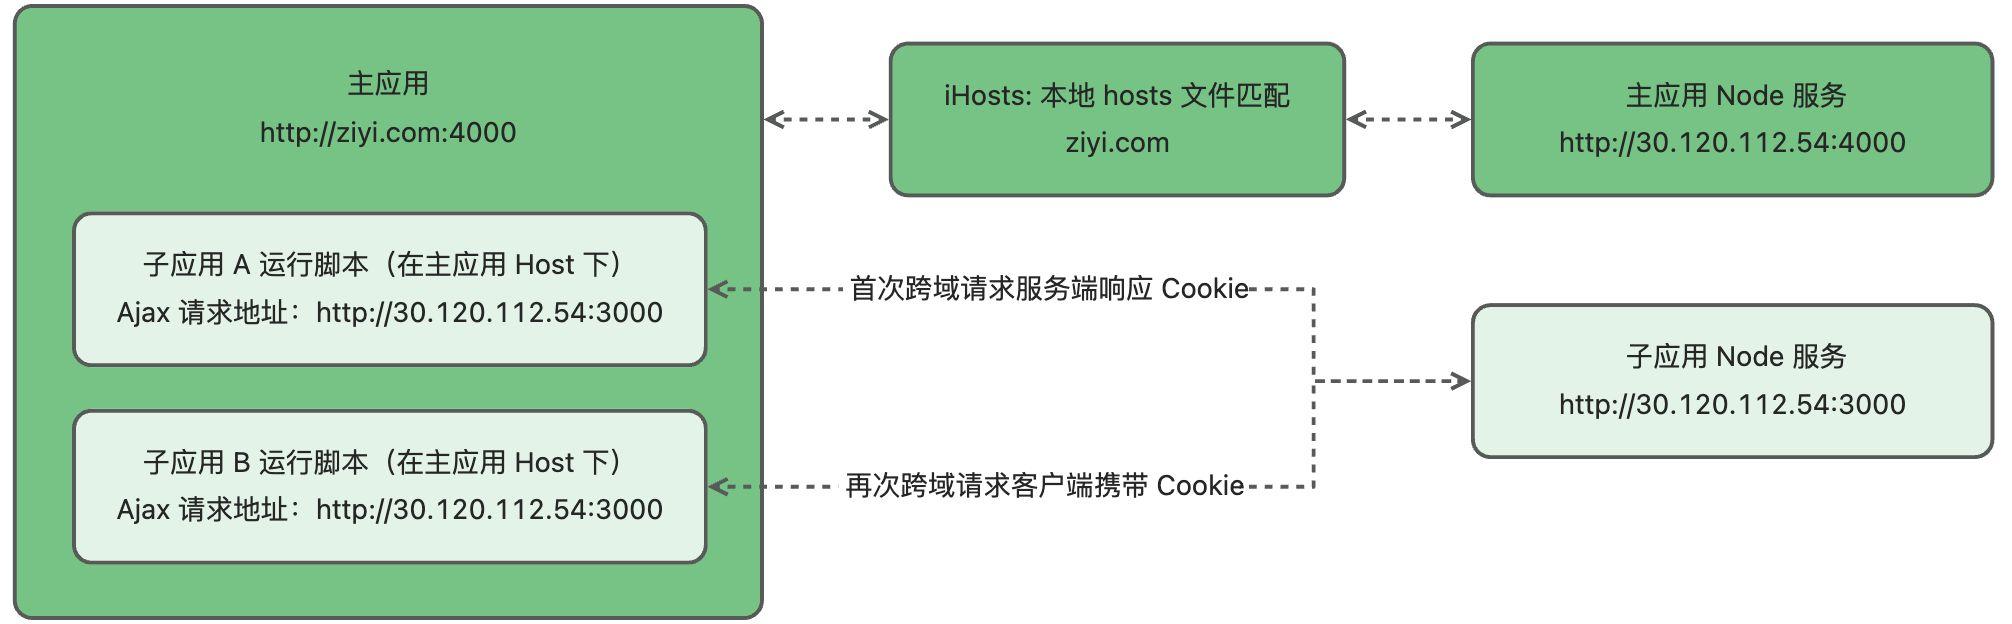 主应用
http://ziyi.com:4000
iHosts: 本地 hosts 文件匹配
ziyi.com
主应用 Node 服务
http://30.120.112.54:4000
子应用 A 运行脚本（在主应用 Host 下）
Ajax 请求地址：http://30.120.112.54:3000
首次跨域请求服务端响应 Cookie
子应用 Node 服务
http://30.120.112.54:3000
子应用 B 运行脚本（在主应用 Host 下）
Ajax 请求地址：http://30.120.112.54:3000
再次跨域请求客户端携带 Cookie